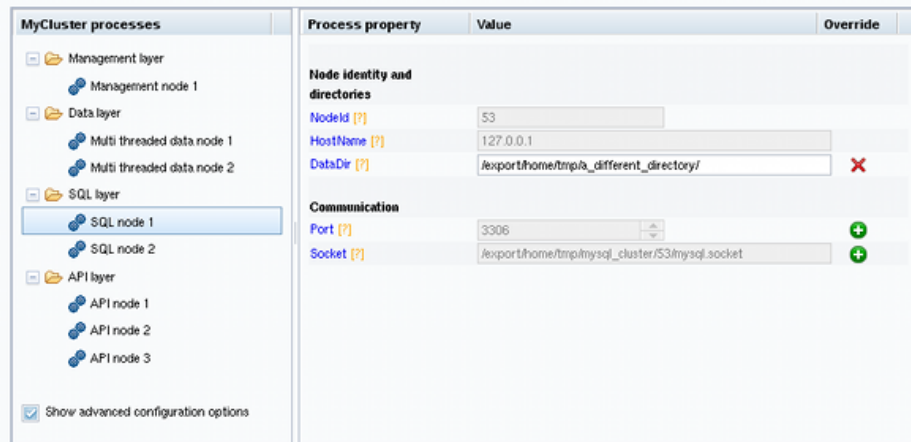 MyCluster processes
Management layer
Management node 1
Data layer
Multi threaded data node 1
Multi threaded data node 2
SQL layer
SQL node 1
SQL node 2
API layer
API node 1
API node 2
API node 3
Show advanced configuration options
Process property Value Override
Node identity and
directories
NodeId [?] 53
HostName [?] 127.0.0.1
DataDir [?] /export/home/tmp/a_different_directory/
Communication
Port [?] 3306
Socket [?] /export/home/tmp/mysql_cluster/53/mysql.socket